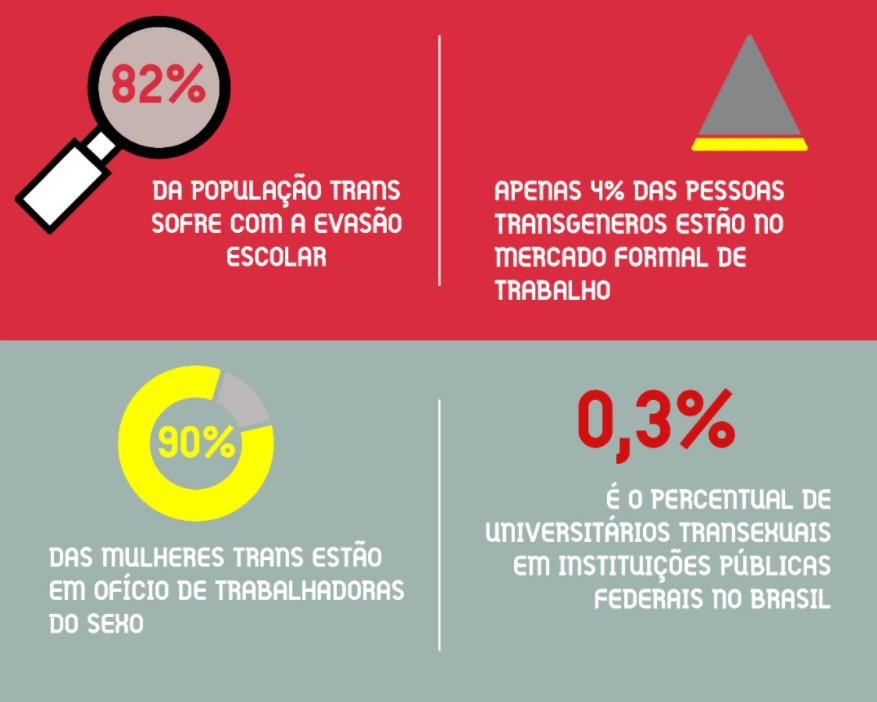 82%
DA POPULAÇÃO TRANS
SOFRE COM A EVASÃO
ESCOLAR
APENAS 4% DAS PESSOAS
TRANSGENEROS ESTÃO NO
MERCADO FORMAL DE
TRABALHO
90%
DAS MULHERES TRANS ESTÃO
EM OFÍCIO DE TRABALHADORAS
DO SEXO
0,3%
É O PERCENTUAL DE
UNIVERSITÁRIOS TRANSEXUAIS
EM INSTITUIÇÕES PÚBLICAS
FEDERAIS NO BRASIL